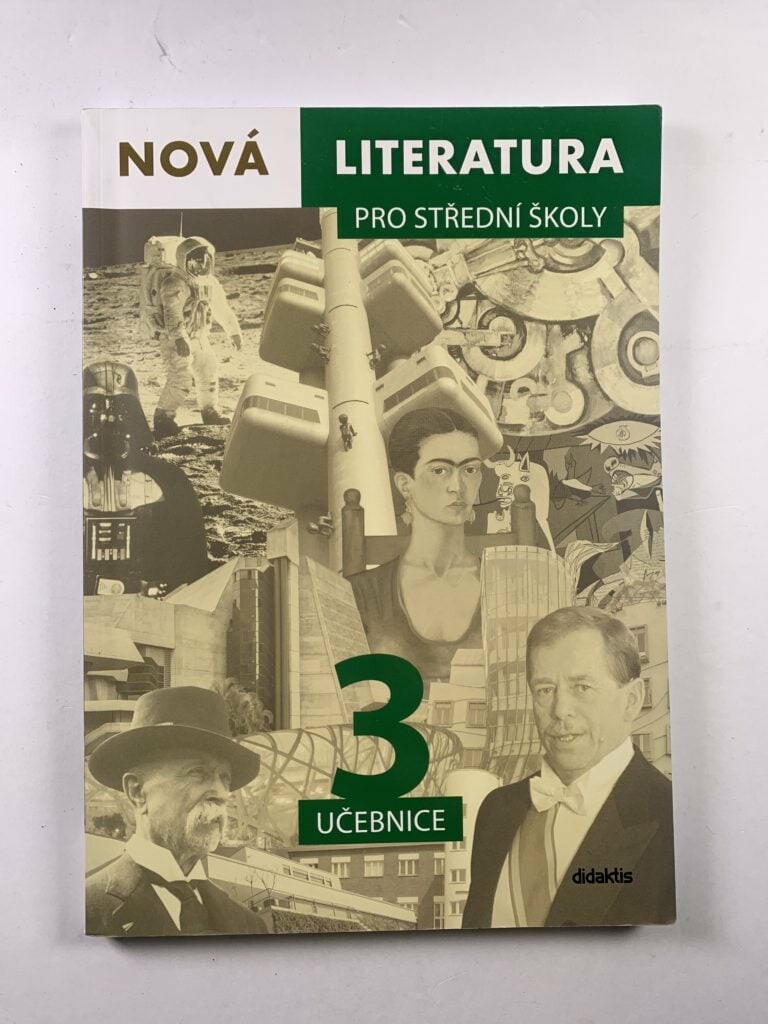 NOVÁ LITERATURA
PRO STŘEDNÍ ŠKOLY
3
UČEBNICE
didaktis